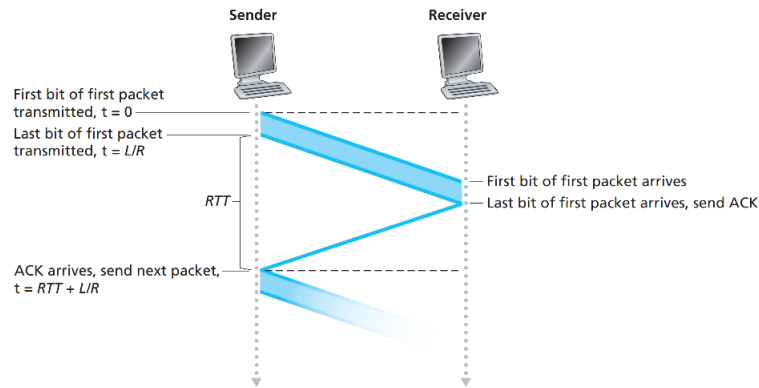 Sender
Receiver
First bit of first packet
transmitted, t = 0
Last bit of first packet
transmitted, t = L/R
First bit of first packet arrives
Last bit of first packet arrives, send ACK
RTT
ACK arrives, send next packet,
t = RTT + L/R